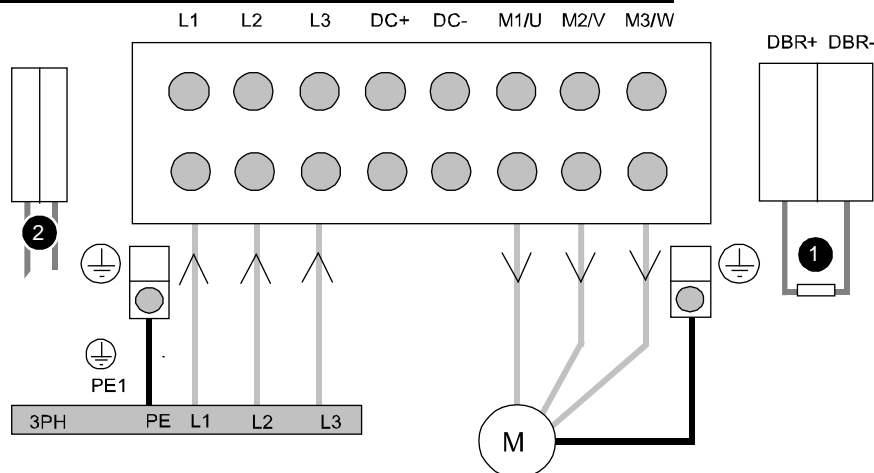 L1 L2 L3 DC+ DC- M1/U M2/V M3/W
DBR+ DBR-
2
1
PE1
3PH PE L1 L2 L3
M